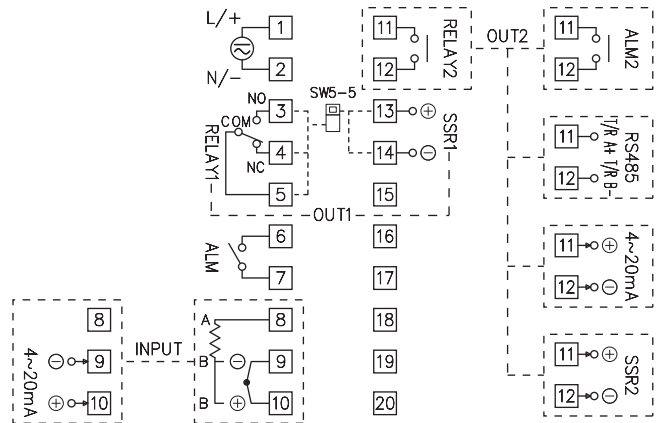 L/+
1
N/-
2
NO
3
COM
4
NC
5
RELAY1
SW5-5
13
⊕
14
⊖
SSR1
15
OUT1
6
7
ALM
16
17
18
19
20
11
12
RELAY2
OUT2
11
12
ALM2
11
T/R A+
12
T/R B-
RS485
11
⊕
12
⊖
4~20mA
11
⊕
12
⊖
SSR2
8
⊖
9
⊕
10
4~20mA
INPUT
A
8
B
⊖
9
B
⊕
10